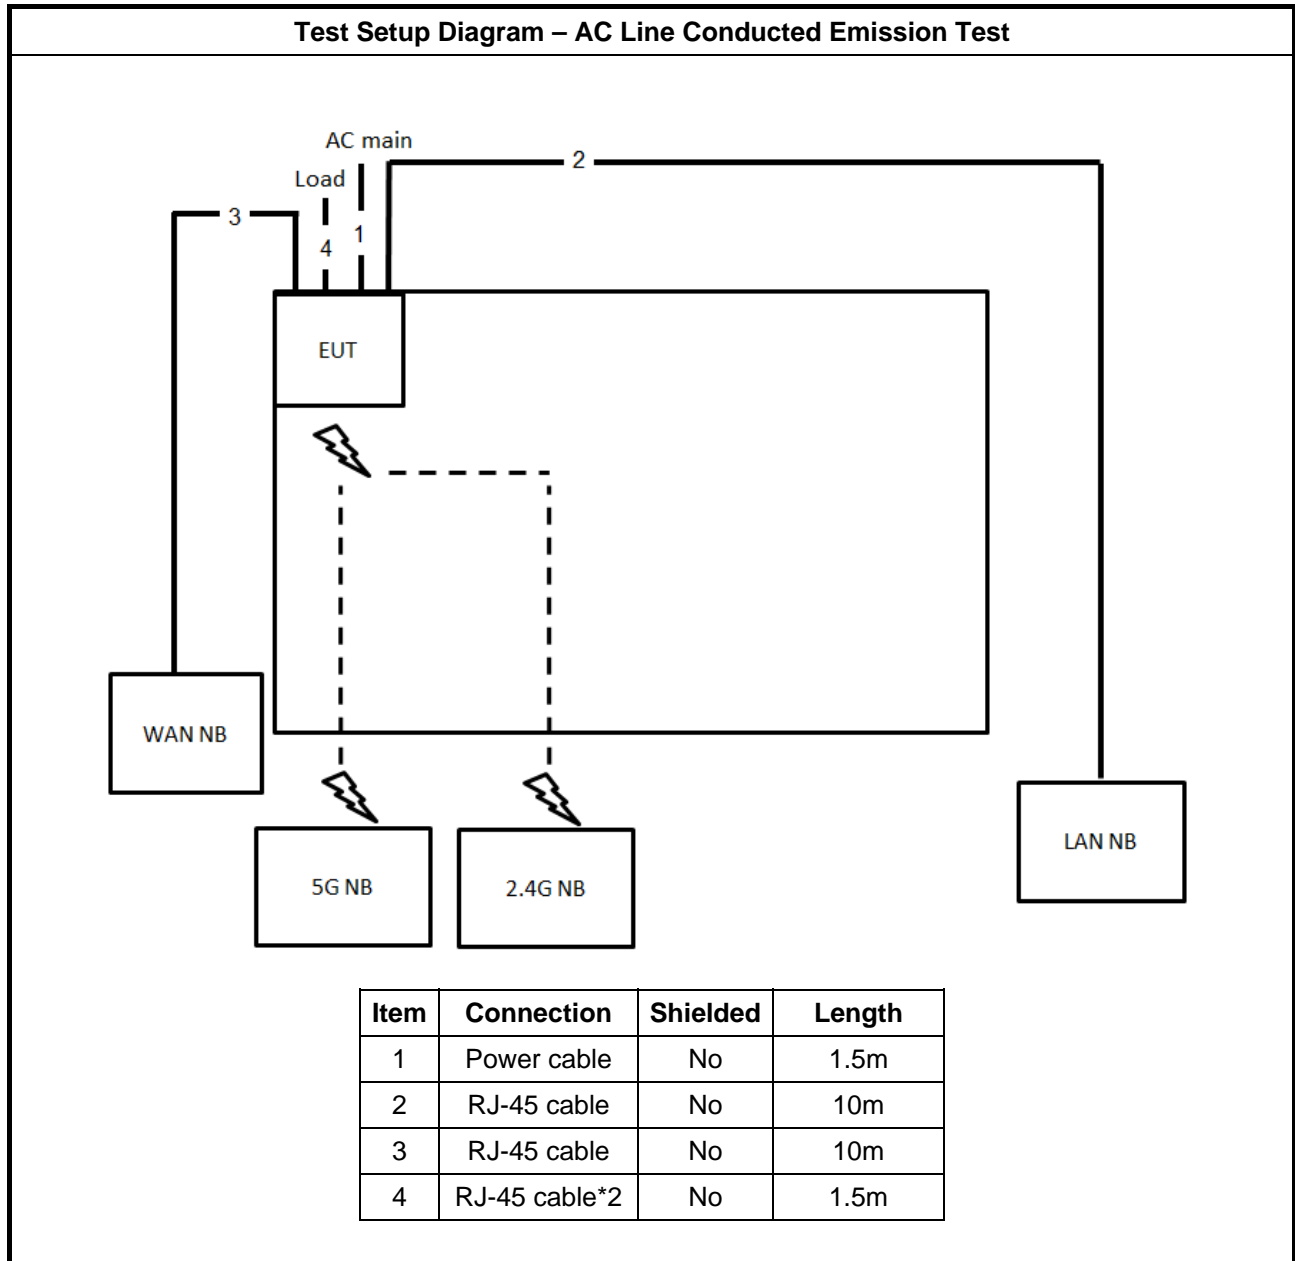 Test Setup Diagram – AC Line Conducted Emission Test
AC main
2
Load
3
4
1
EUT
WAN NB
LAN NB
5G NB
2.4G NB
Item Connection Shielded Length
1 Power cable No 1.5m
2 RJ-45 cable No 10m
3 RJ-45 cable No 10m
4 RJ-45 cable*2 No 1.5m